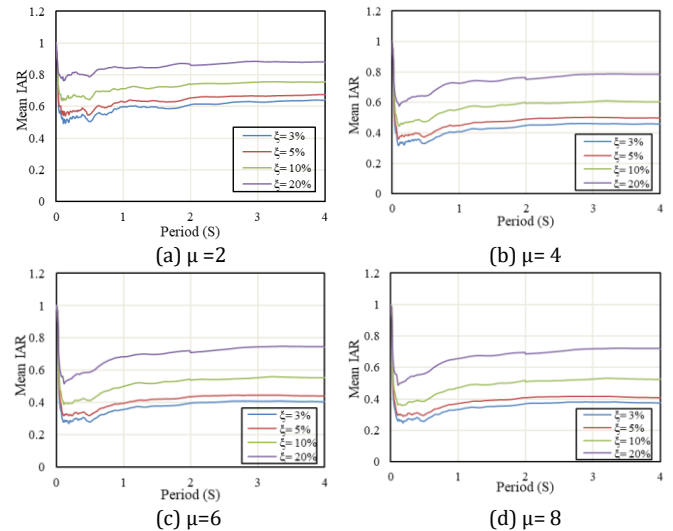 1.2
1
0.8
0.6
0.4
0.2
0
Mean IAR
0 1 2 3 4
Period (S)
ξ= 3%
ξ= 5%
ξ= 10%
ξ= 20%
(a) μ =2
1.2
1
0.8
0.6
0.4
0.2
0
Mean IAR
0 1 2 3 4
Period (S)
ξ= 3%
ξ= 5%
ξ= 10%
ξ= 20%
(b) μ= 4
1.2
1
0.8
0.6
0.4
0.2
0
Mean IAR
0 1 2 3 4
Period (S)
ξ= 3%
ξ= 5%
ξ= 10%
ξ= 20%
(c) μ=6
1.2
1
0.8
0.6
0.4
0.2
0
Mean IAR
0 1 2 3 4
Period (S)
ξ= 3%
ξ= 5%
ξ= 10%
ξ= 20%
(d) μ= 8